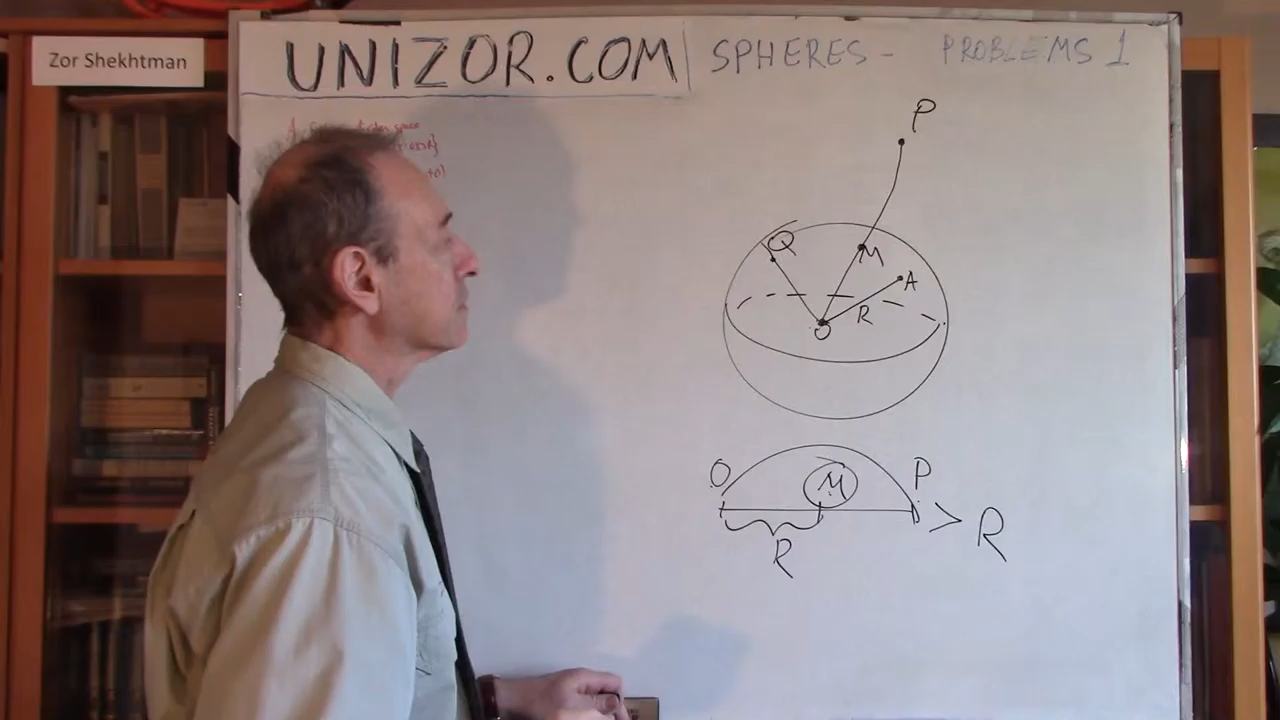 Zor Shekhtman
UNIZOR.COM
SPHERES - PROBLEMS 1
P
Q
M
A
R
O
O M P
> R
R